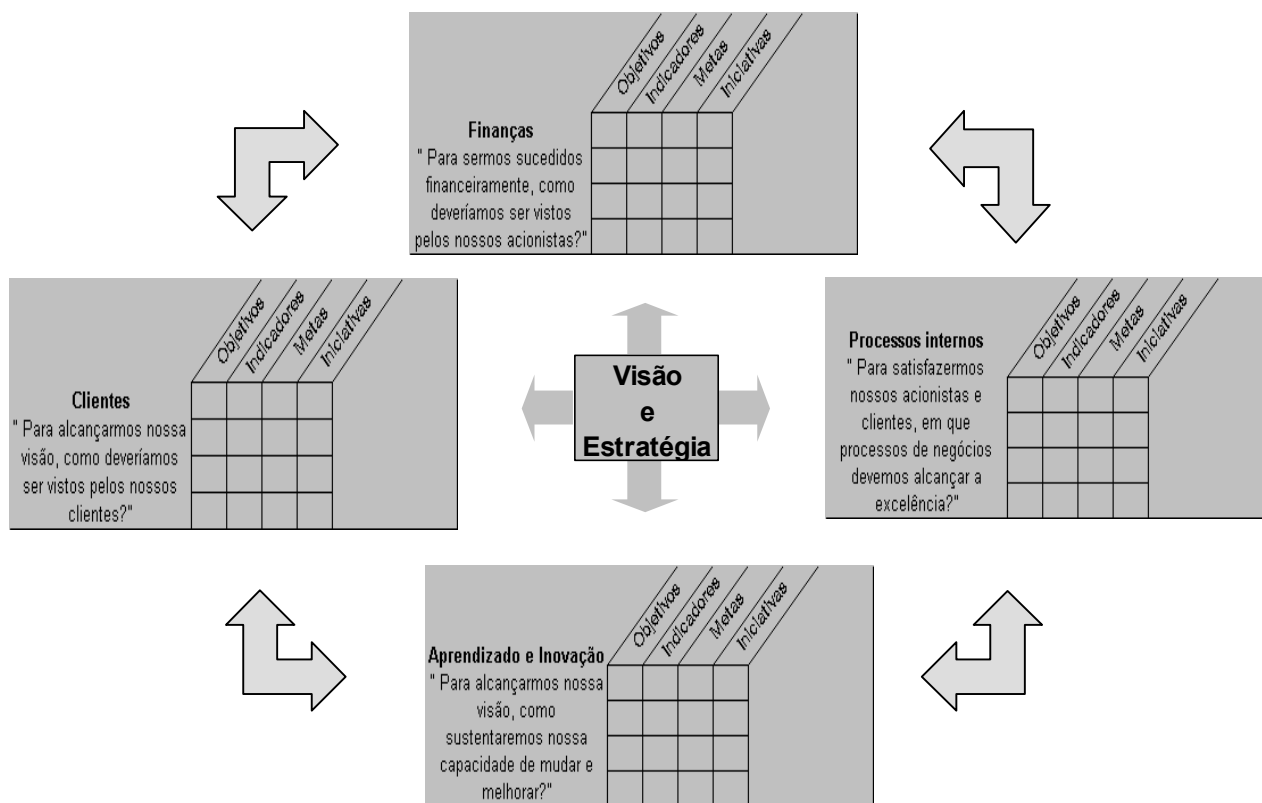 Objetivos
Indicadores
Metas
Iniciativas
Finanças
" Para sermos sucedidos
financeiramente, como
deveríamos ser vistos
pelos nossos acionistas?"
Objetivos
Indicadores
Metas
Iniciativas
Clientes
" Para alcançarmos nossa
visão, como deveríamos
ser vistos pelos nossos
clientes?"
Visão
e
Estratégia
Objetivos
Indicadores
Metas
Iniciativas
Processos internos
" Para satisfazermos
nossos acionistas e
clientes, em que
processos de negócios
devemos alcançar a
excelência?"
Objetivos
Indicadores
Metas
Iniciativas
Aprendizado e Inovação
" Para alcançarmos nossa
visão, como
sustentaremos nossa
capacidade de mudar e
melhorar?"